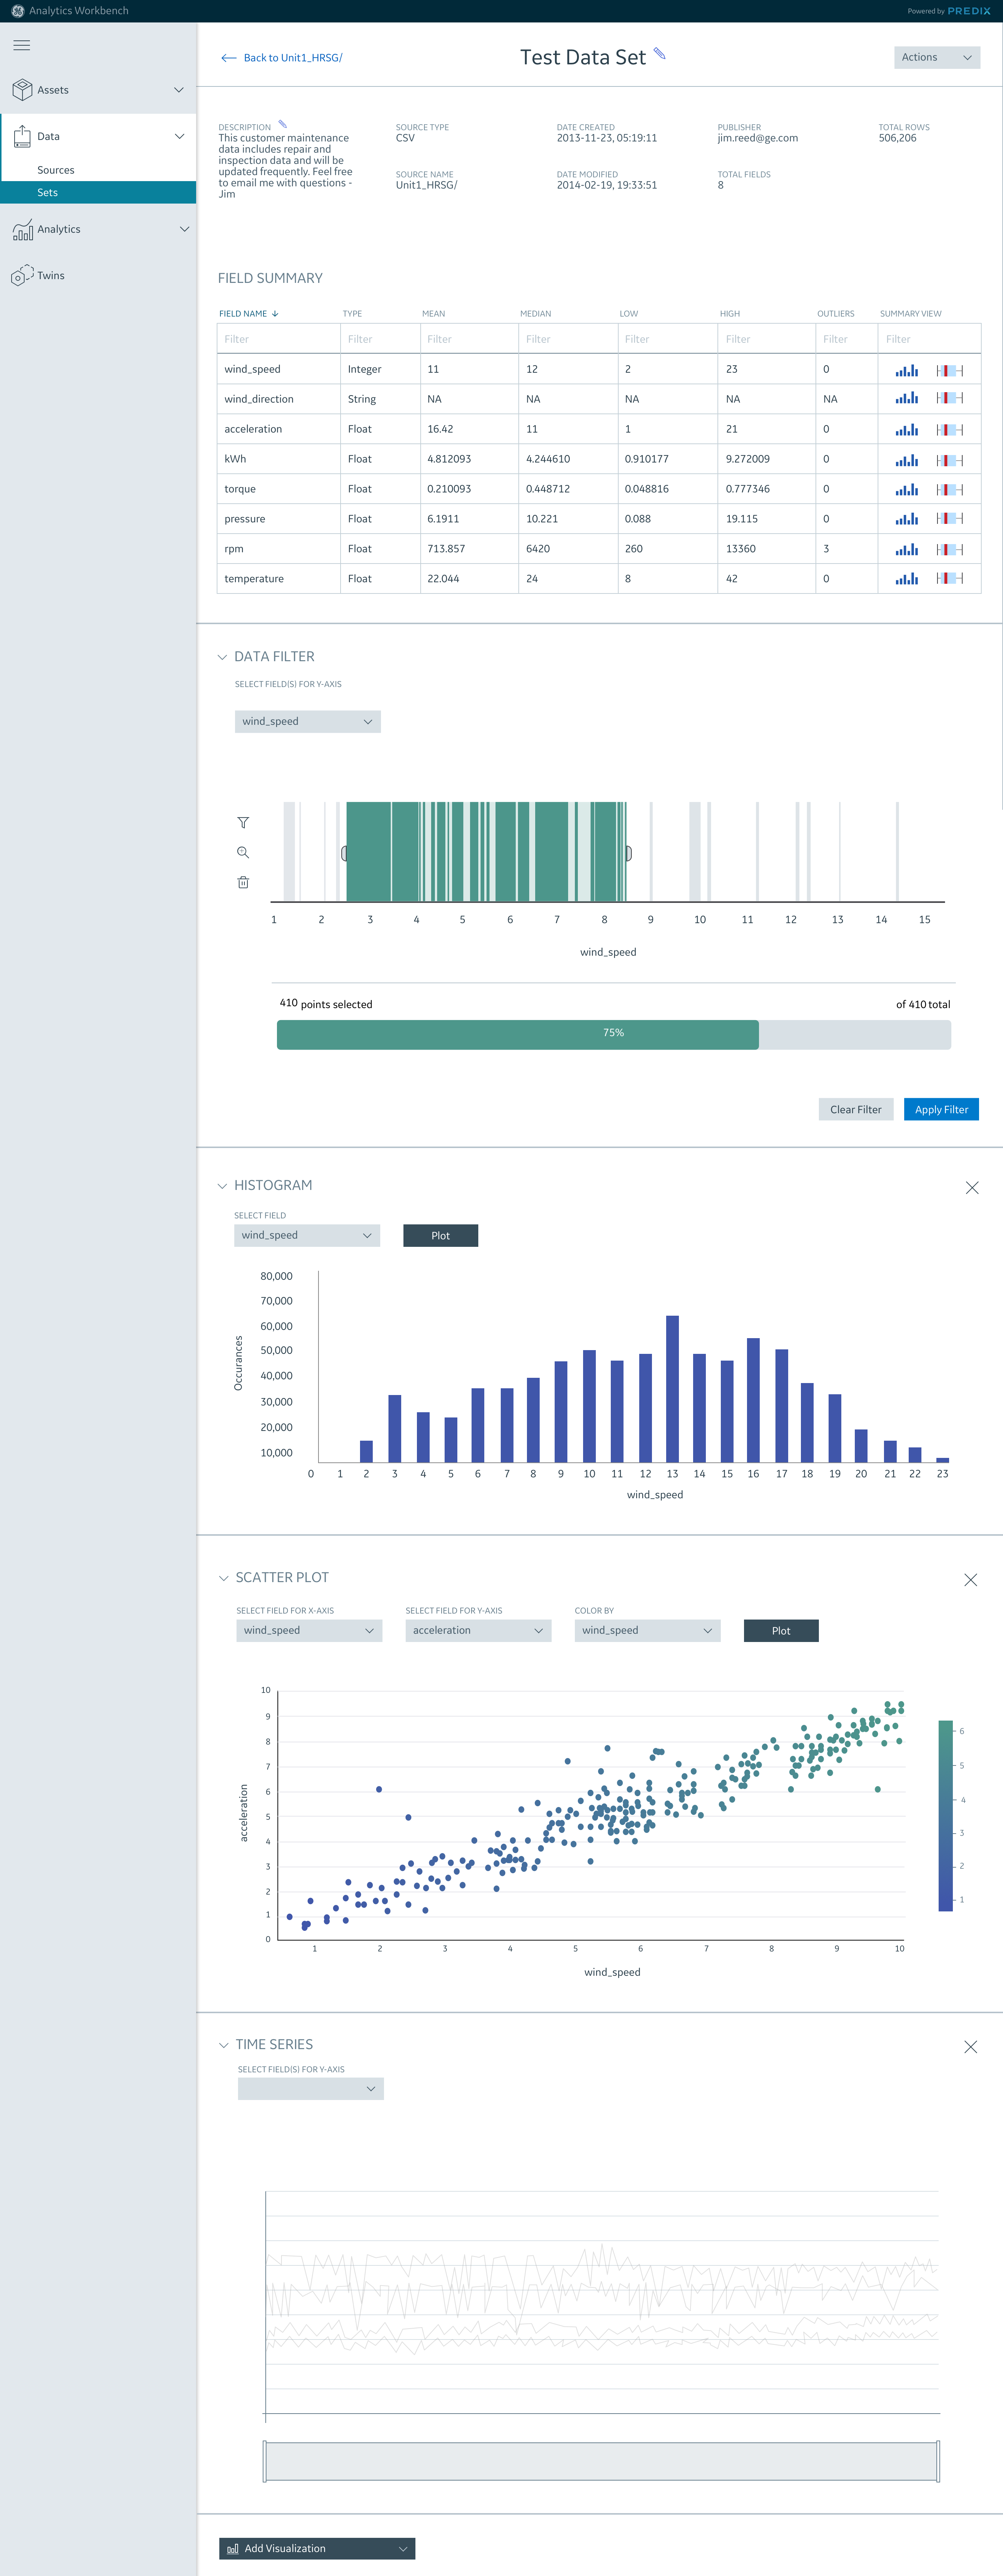 Analytics Workbench
Powered by PREDIX
Assets
Data
Sources
Sets
Analytics
Twins
Back to Unit1_HRSG/
Test Data Set
Actions
DESCRIPTION
This customer maintenance
data includes repair and
inspection data and will be
updated frequently. Feel free
to email me with questions -
Jim
SOURCE TYPE
CSV
SOURCE NAME
Unit1_HRSG/
DATE CREATED
2013-11-23, 05:19:11
DATE MODIFIED
2014-02-19, 19:33:51
PUBLISHER
jim.reed@ge.com
TOTAL FIELDS
8
TOTAL ROWS
506,206
FIELD SUMMARY
FIELD NAME TYPE MEAN MEDIAN LOW HIGH OUTLIERS SUMMARY VIEW
Filter Filter Filter Filter Filter Filter Filter Filter
wind_speed Integer 11 12 2 23 0
wind_direction String NA NA NA NA NA
acceleration Float 16.42 11 1 21 0
kWh Float 4.812093 4.244610 0.910177 9.272009 0
torque Float 0.210093 0.448712 0.048816 0.777346 0
pressure Float 6.1911 10.221 0.088 19.115 0
rpm Float 713.857 6420 260 13360 3
temperature Float 22.044 24 8 42 0
DATA FILTER
SELECT FIELD(S) FOR Y-AXIS
wind_speed
1 2 3 4 5 6 7 8 9 10 11 12 13 14 15
wind_speed
410 points selected
of 410 total
75%
Clear Filter
Apply Filter
HISTOGRAM
SELECT FIELD
wind_speed
Plot
80,000
70,000
60,000
50,000
40,000
30,000
20,000
10,000
Occurances
0 1 2 3 4 5 6 7 8 9 10 11 12 13 14 15 16 17 18 19 20 21 22 23
wind_speed
SCATTER PLOT
SELECT FIELD FOR X-AXIS
wind_speed
SELECT FIELD FOR Y-AXIS
acceleration
COLOR BY
wind_speed
Plot
10
9
8
7
6
5
4
3
2
1
0
acceleration
1 2 3 4 5 6 7 8 9 10
wind_speed
6
5
4
3
2
1
TIME SERIES
SELECT FIELD(S) FOR Y-AXIS
Add Visualization